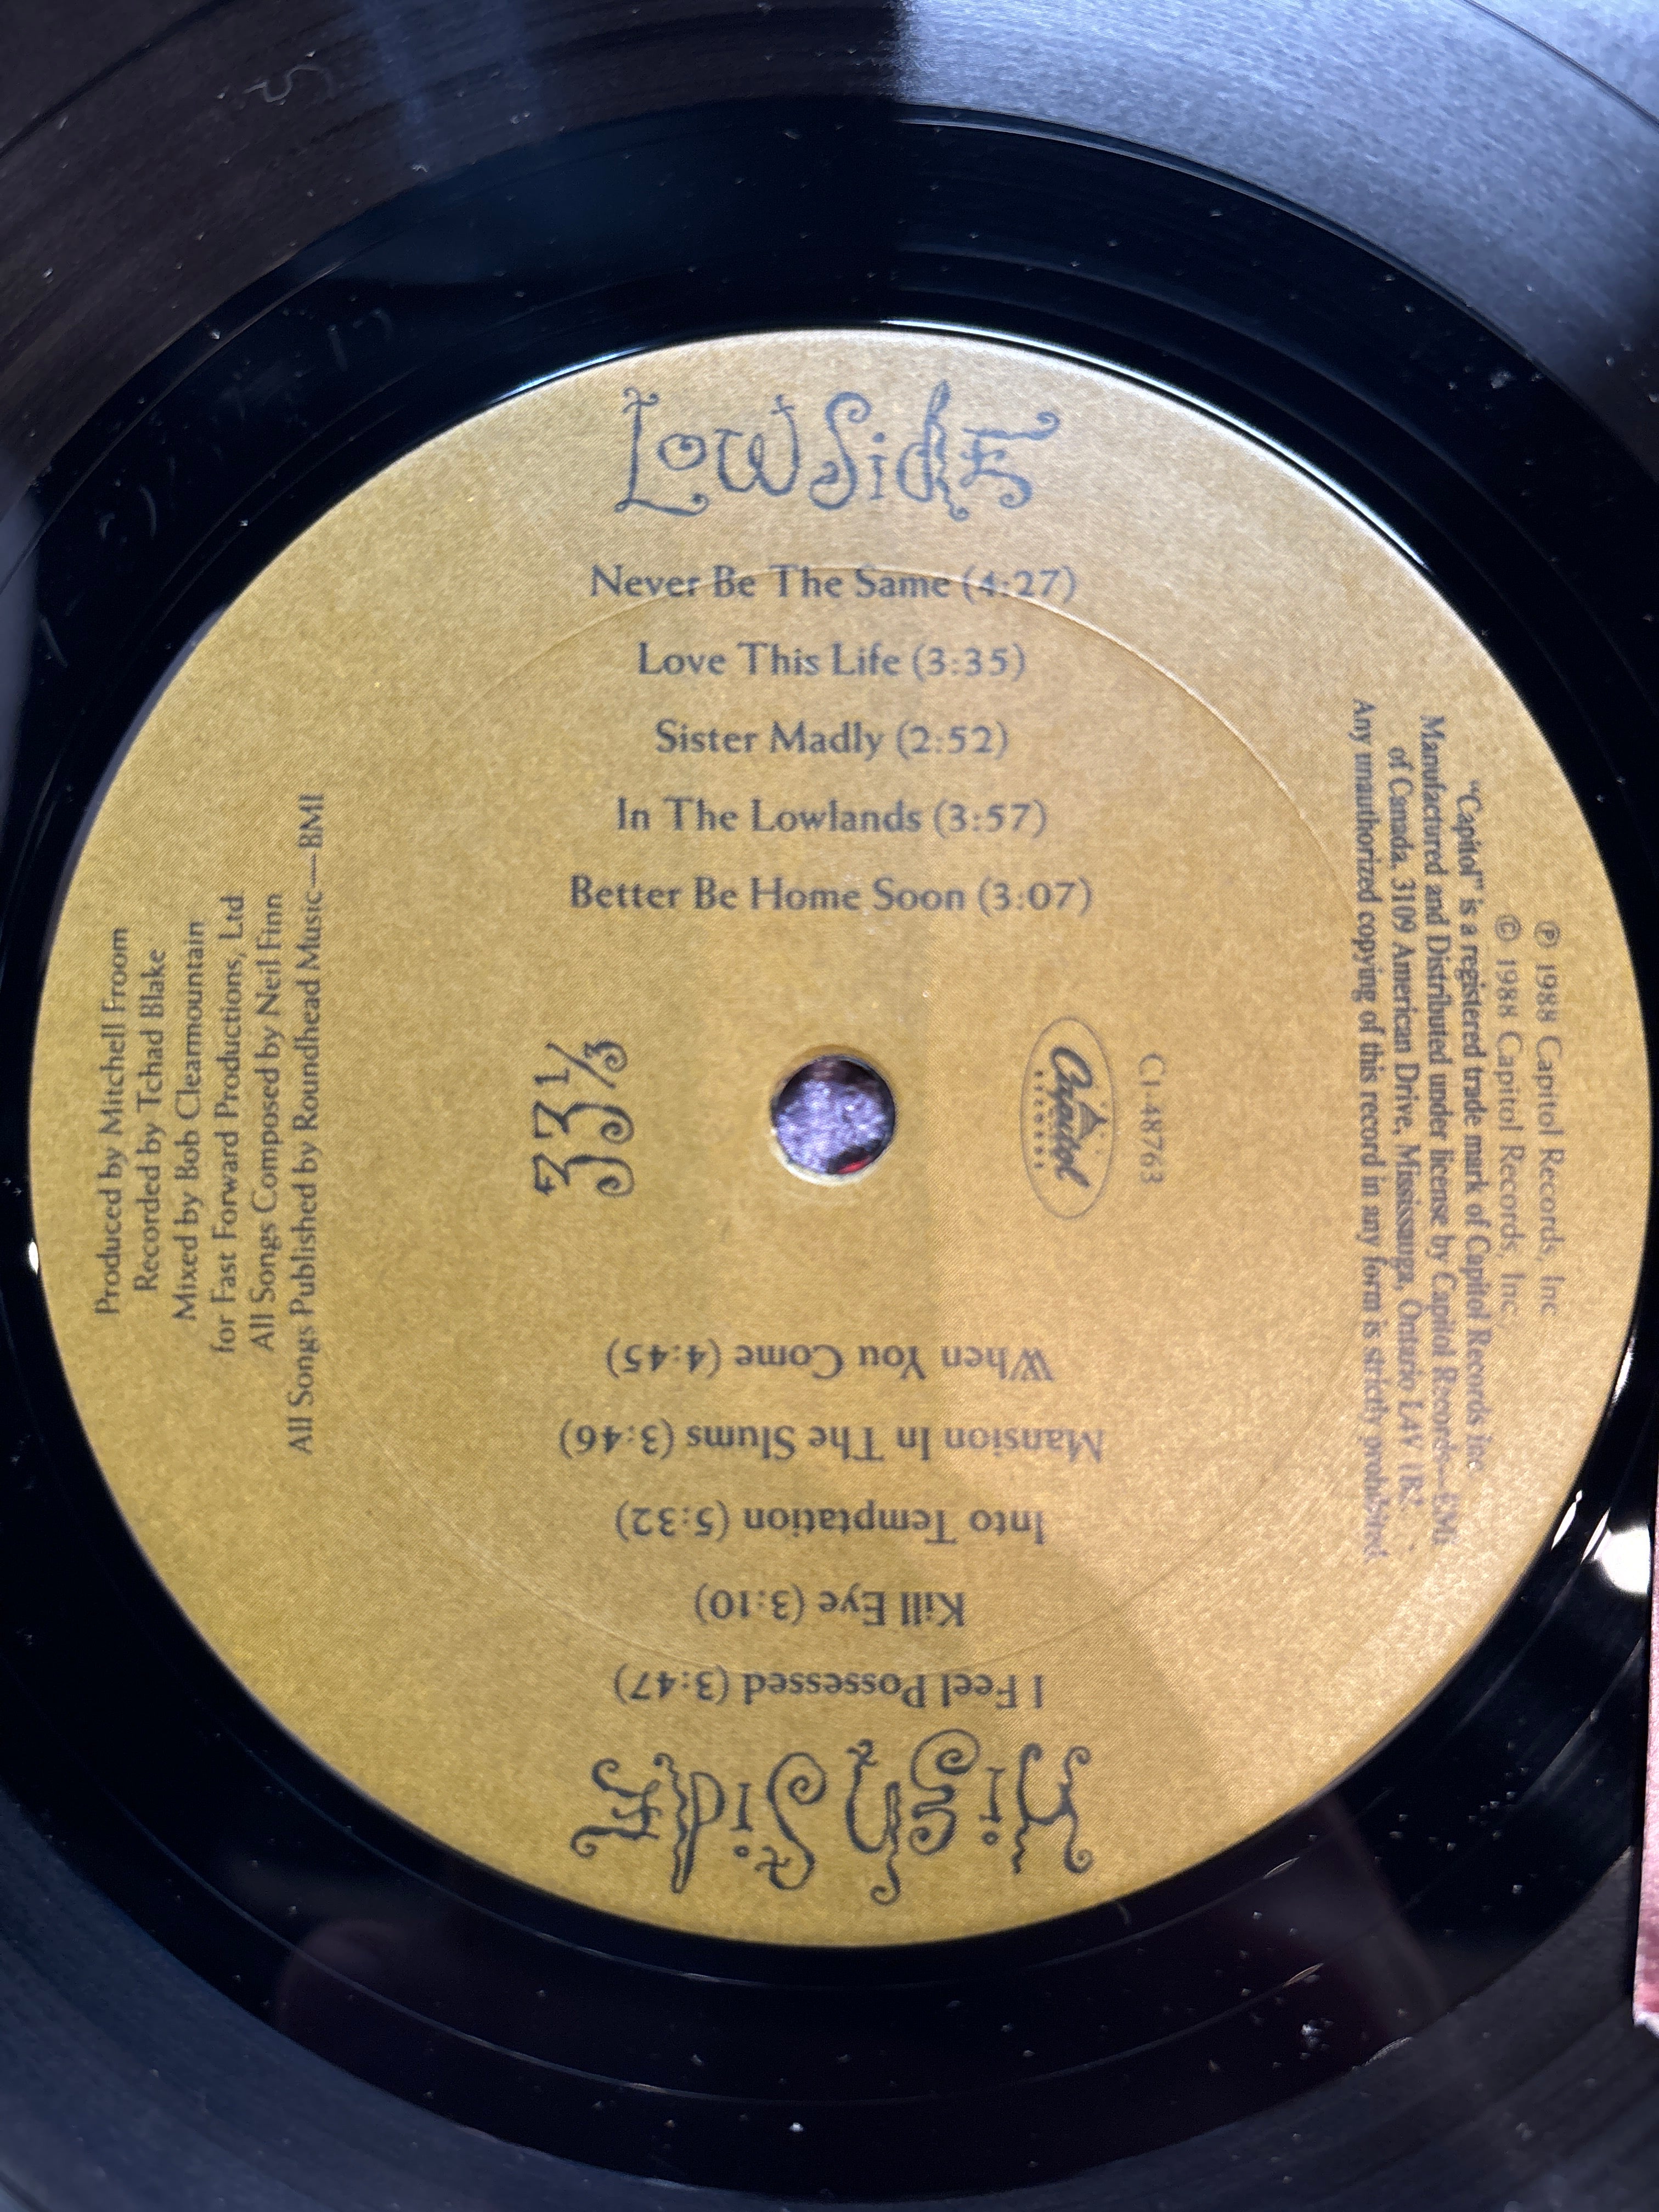 Low Side
Never Be The Same (4:27)
Love This Life (3:35)
Sister Madly (2:52)
In The Lowlands (3:57)
Better Be Home Soon (3:07)
33 1/3
Capitol
RECORDS
C1-48763
High Side
I Feel Possessed (3:47)
Kill Eye (3:10)
Into Temptation (5:32)
Mansion In The Slums (3:46)
When You Come (4:45)
Produced by Mitchell Froom
Recorded by Tchad Blake
Mixed by Bob Clearmountain
for Fast Forward Productions, Ltd
All Songs Composed by Neil Finn
All Songs Published by Roundhead Music—BMI
℗ 1988 Capitol Records, Inc
© 1988 Capitol Records, Inc
"Capitol" is a registered trade mark of Capitol Records inc
Manufactured and Distributed under license by Capitol Records—EMI
of Canada. 3109 American Drive, Mississauga, Ontario L4V 1B2.
Any unauthorized copying of this record in any form is strictly prohibited.